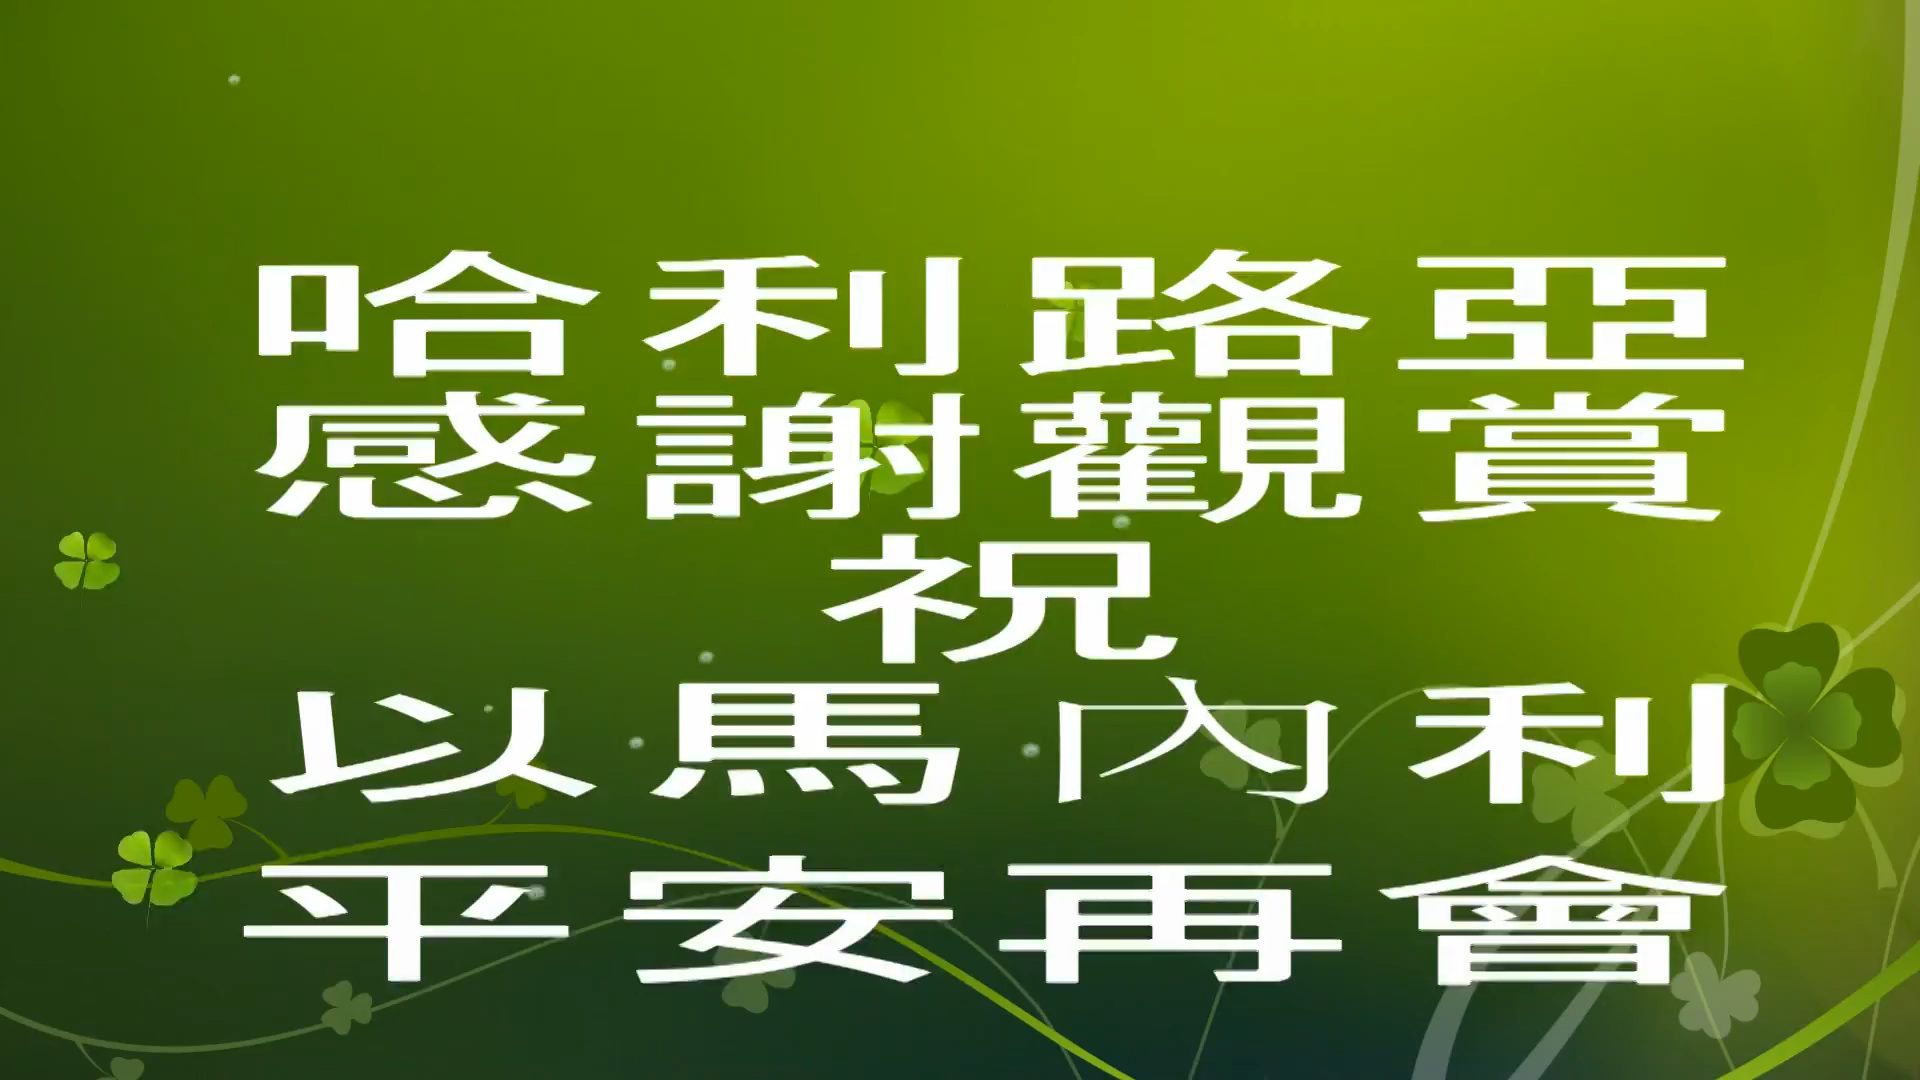 哈利路亞
感謝觀賞
祝
以馬內利
平安再會